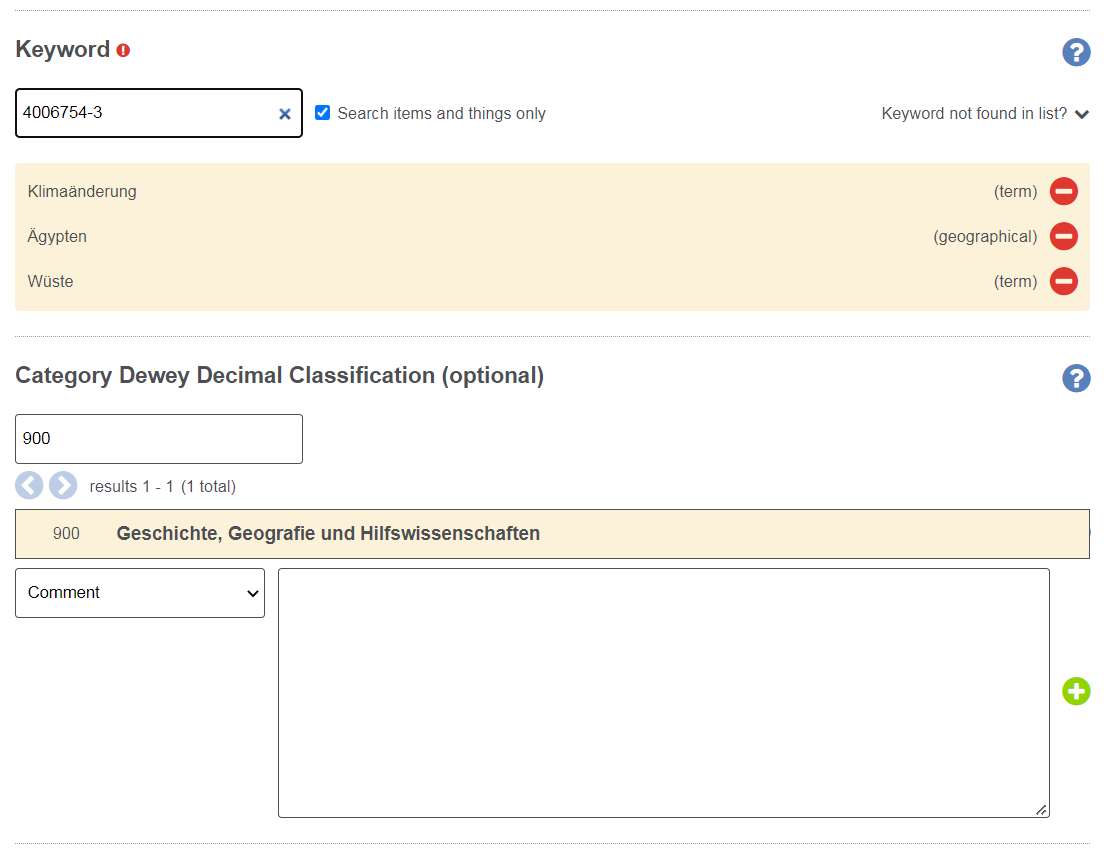 Keyword
4006754-3
Search items and things only
Keyword not found in list?
Klimaänderung (term)
Ägypten (geographical)
Wüste (term)
Category Dewey Decimal Classification (optional)
900
results 1 - 1 (1 total)
900 Geschichte, Geografie und Hilfswissenschaften
Comment